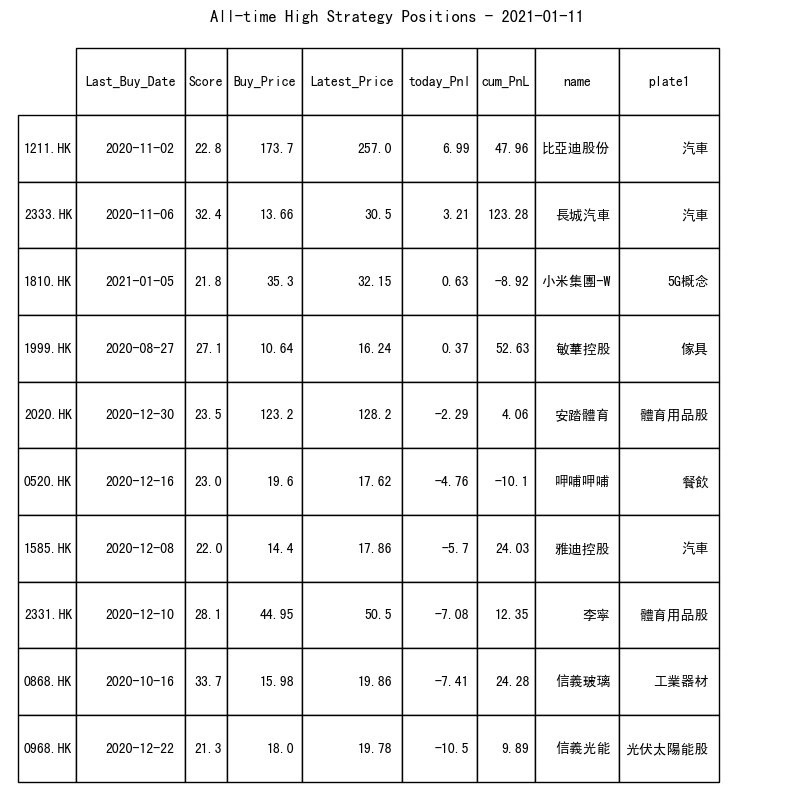 All-time High Strategy Positions - 2021-01-11
Last_Buy_Date Score Buy_Price Latest_Price today_Pnl cum_PnL name plate1
1211.HK 2020-11-02 22.8 173.7 257.0 6.99 47.96 比亞迪股份 汽車
2333.HK 2020-11-06 32.4 13.66 30.5 3.21 123.28 長城汽車 汽車
1810.HK 2021-01-05 21.8 35.3 32.15 0.63 -8.92 小米集團-W 5G概念
1999.HK 2020-08-27 27.1 10.64 16.24 0.37 52.63 敏華控股 傢具
2020.HK 2020-12-30 23.5 123.2 128.2 -2.29 4.06 安踏體育 體育用品股
0520.HK 2020-12-16 23.0 19.6 17.62 -4.76 -10.1 呷哺呷哺 餐飲
1585.HK 2020-12-08 22.0 14.4 17.86 -5.7 24.03 雅迪控股 汽車
2331.HK 2020-12-10 28.1 44.95 50.5 -7.08 12.35 李寧 體育用品股
0868.HK 2020-10-16 33.7 15.98 19.86 -7.41 24.28 信義玻璃 工業器材
0968.HK 2020-12-22 21.3 18.0 19.78 -10.5 9.89 信義光能 光伏太陽能股